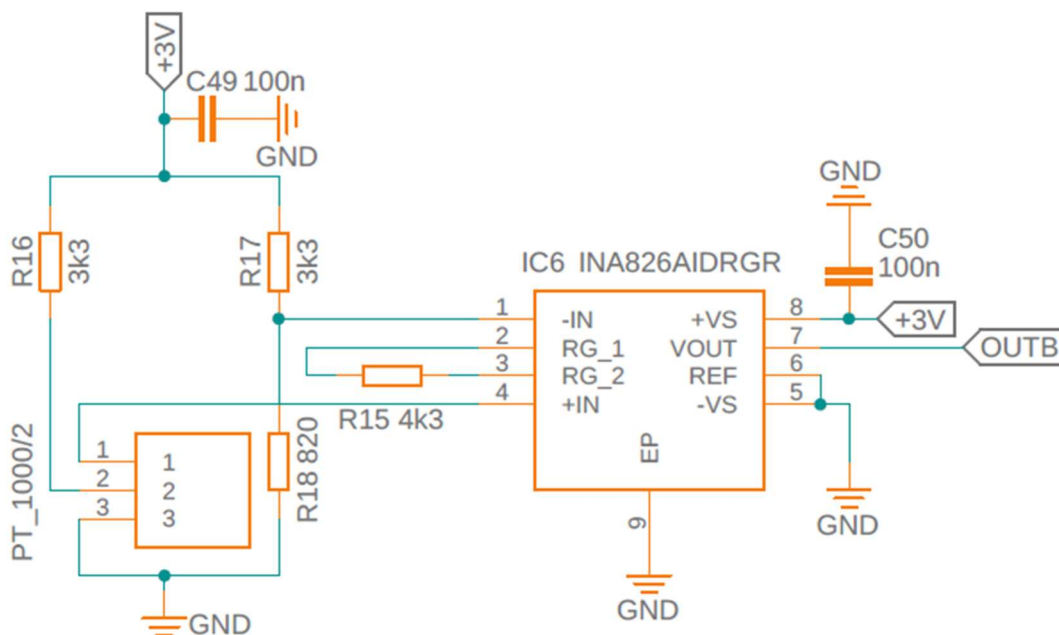 +3V
C49 100n
GND
R16
3k3
R17
3k3
GND
C50
100n
IC6 INA826AIDRGR
1
-IN
+VS
8
+3V
2
RG_1
VOUT
7
OUTB
3
RG_2
REF
6
4
+IN
-VS
5
R15 4k3
EP
9
GND
GND
PT_1000/2
1
1
2
2
3
3
R18 820
GND